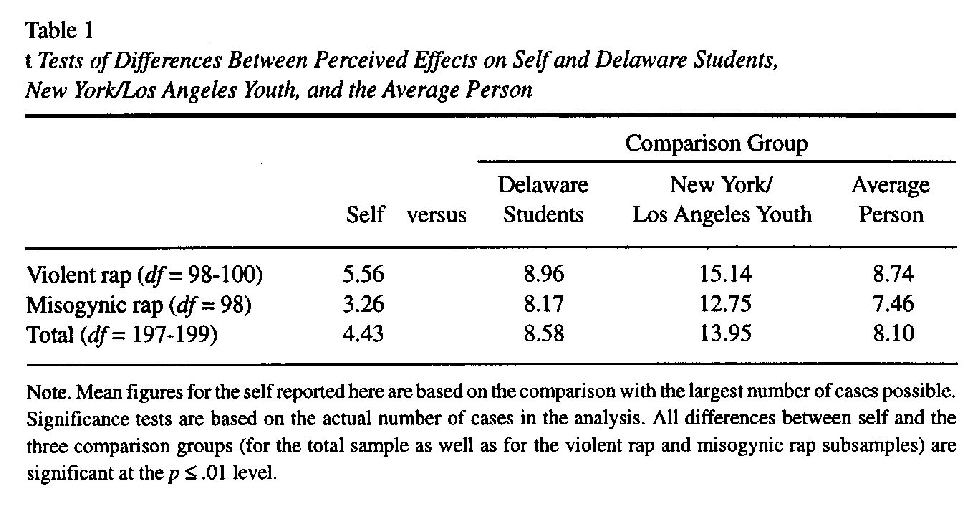 Table 1
t Tests of Differences Between Perceived Effects on Self and Delaware Students,
New York/Los Angeles Youth, and the Average Person
Comparison Group
Delaware New York/ Average
Self versus Students Los Angeles Youth Person
Violent rap (df = 98-100) 5.56 8.96 15.14 8.74
Misogynic rap (df = 98) 3.26 8.17 12.75 7.46
Total (df = 197-199) 4.43 8.58 13.95 8.10
Note. Mean figures for the self reported here are based on the comparison with the largest number of cases possible.
Significance tests are based on the actual number of cases in the analysis. All differences between self and the
three comparison groups (for the total sample as well as for the violent rap and misogynic rap subsamples) are
significant at the p ≤ .01 level.